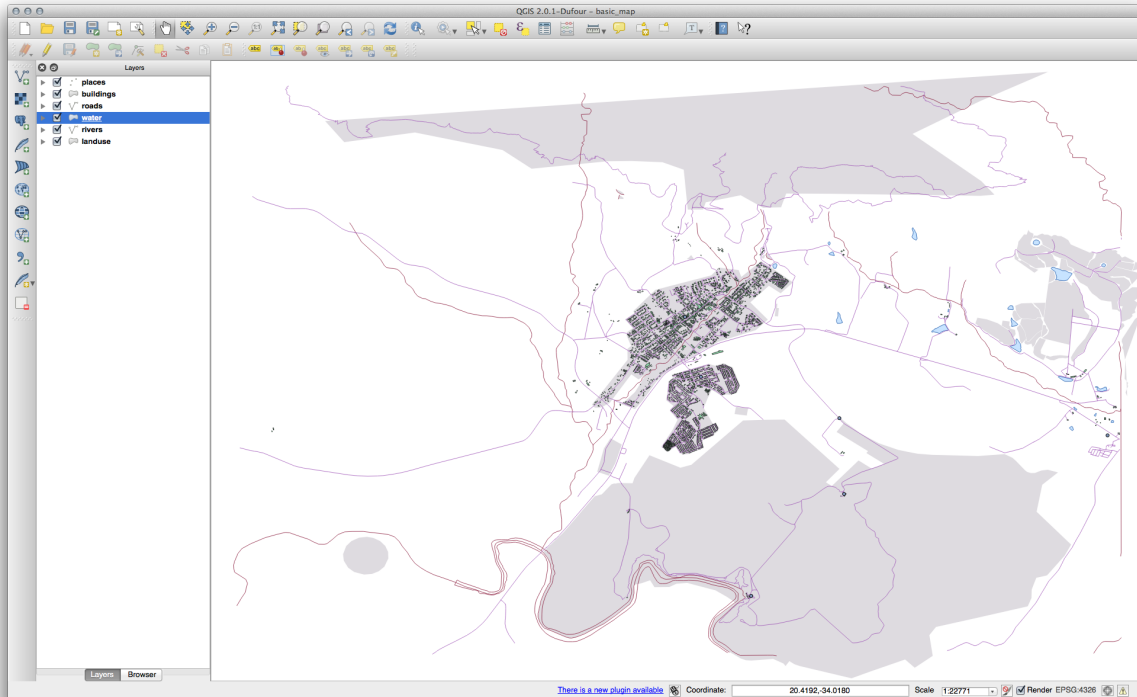 QGIS 2.0.1-Dufour - basic_map
Layers
places
buildings
roads
water
rivers
landuse
Layers
Browser
There is a new plugin available
Coordinate:
20.4192,-34.0180
Scale
1:22771
Render
EPSG:4326